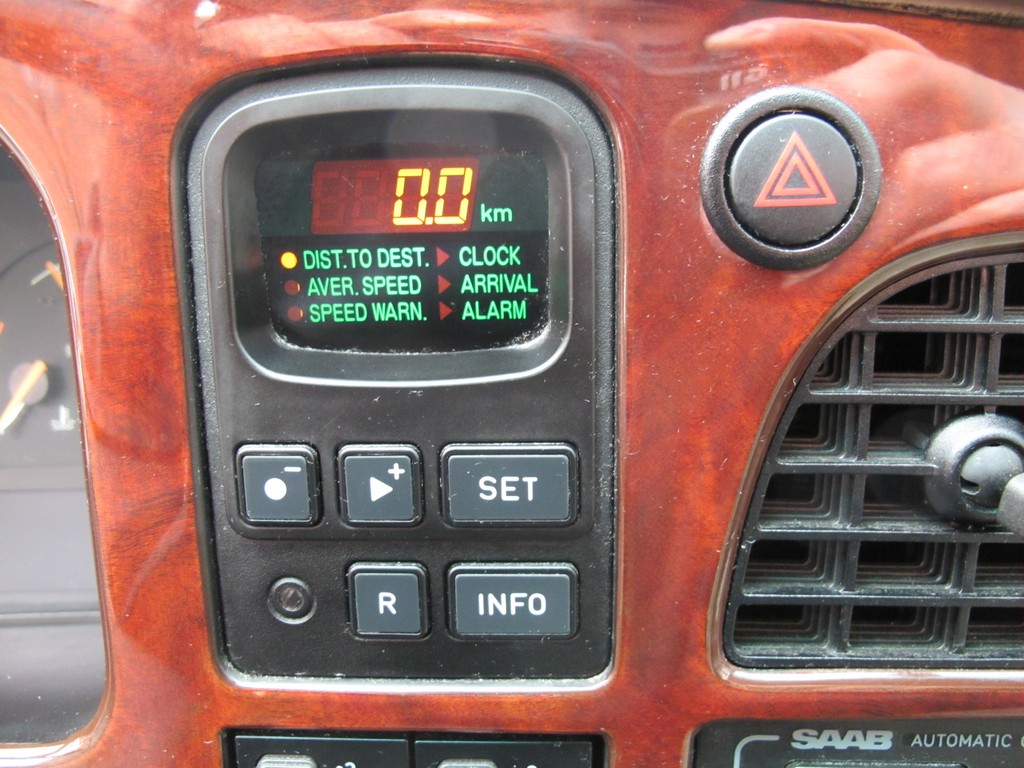 0.0 km
DIST.TO DEST. CLOCK
AVER. SPEED ARRIVAL
SPEED WARN. ALARM
- + SET
R INFO
SAAB AUTOMATIC